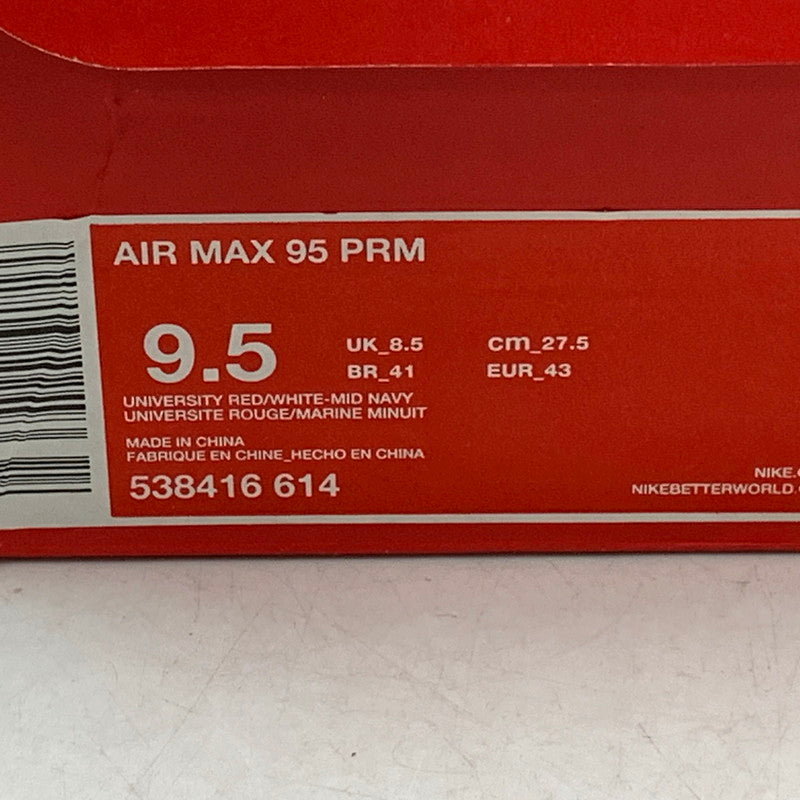 AIR MAX 95 PRM
9.5
UK_8.5 cm_27.5
BR_41 EUR_43
UNIVERSITY RED/WHITE-MID NAVY
UNIVERSITE ROUGE/MARINE MINUIT
MADE IN CHINA
FABRIQUE EN CHINE_HECHO EN CHINA
538416 614
NIKE.
NIKEBETTERWORLD.